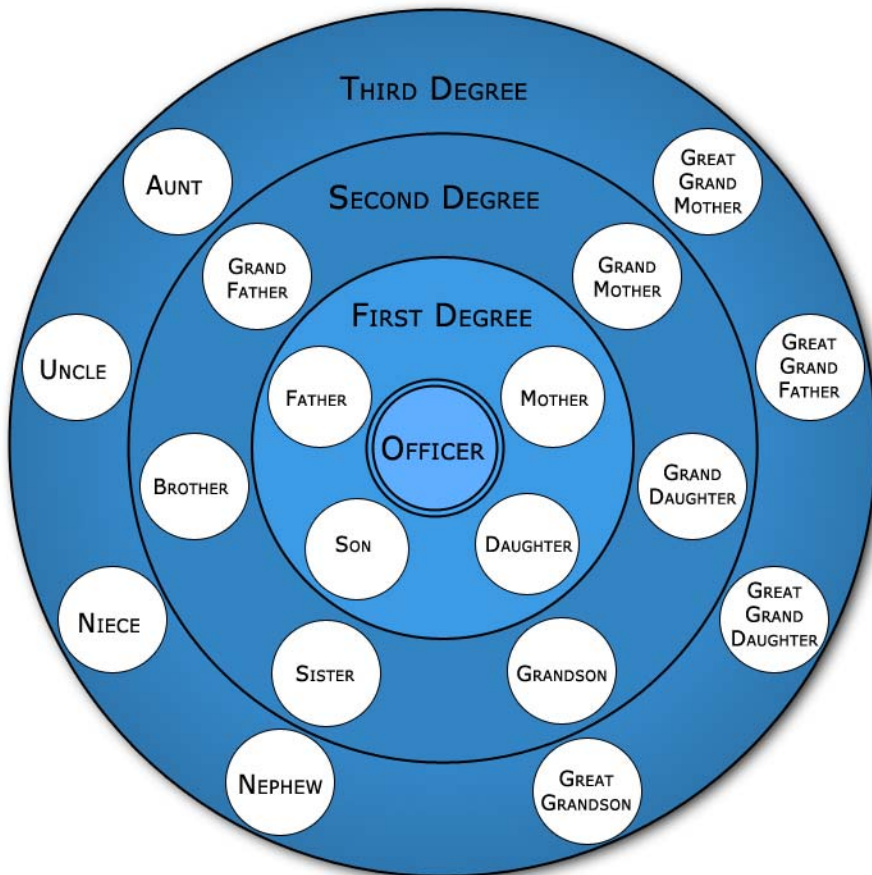 Third Degree
Aunt
Great
Grand
Mother
Second Degree
Grand
Father
Grand
Mother
First Degree
Uncle
Great
Grand
Father
Father
Mother
Officer
Brother
Grand
Daughter
Son
Daughter
Niece
Great
Grand
Daughter
Sister
Grandson
Nephew
Great
Grandson